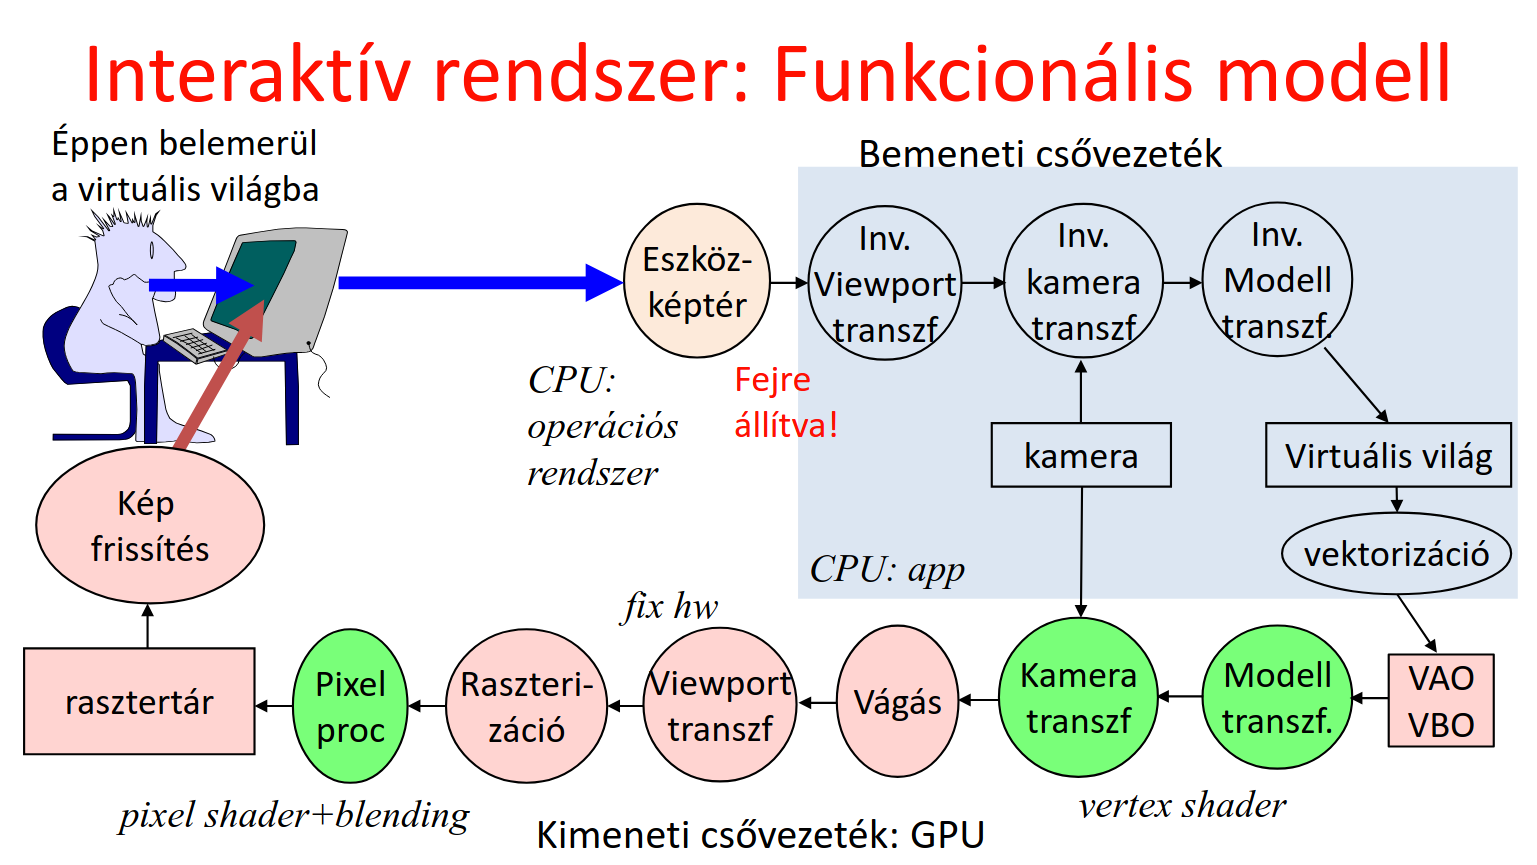 Interaktív rendszer: Funkcionális modell
Éppen belemerül
a virtuális világba
Bemeneti csővezeték
Eszköz-
képtér
Inv.
Viewport
transzf
Inv.
kamera
transzf
Inv.
Modell
transzf.
CPU:
operációs
rendszer
Fejre
állítva!
kamera
Virtuális világ
vektorizáció
CPU: app
Kép
frissítés
fix hw
rasztertár
Pixel
proc
Raszteri-
záció
Viewport
transzf
Vágás
Kamera
transzf
Modell
transzf.
VAO
VBO
pixel shader+blending
vertex shader
Kimeneti csővezeték: GPU